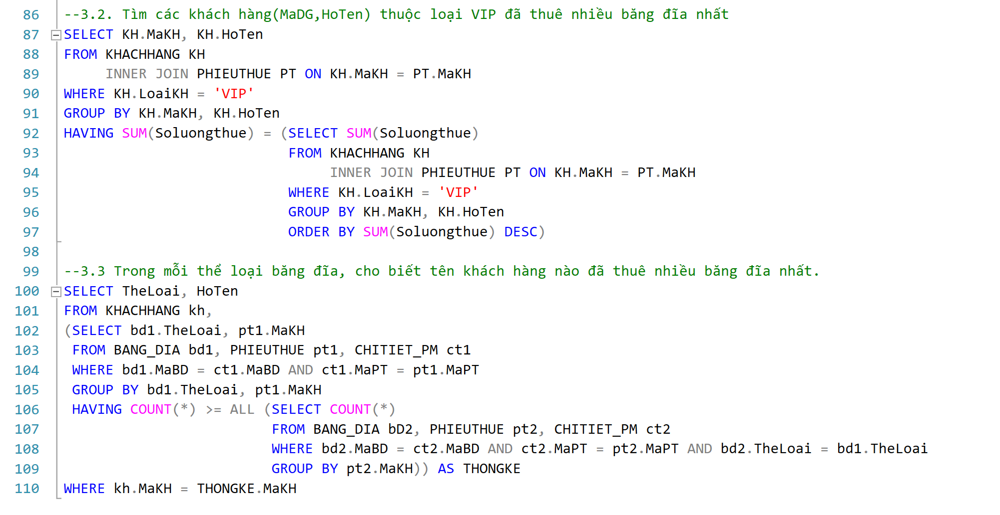 86 --3.2. Tìm các khách hàng(MaDG,HoTen) thuộc loại VIP đã thuê nhiều băng đĩa nhất
87 SELECT KH.MaKH, KH.HoTen
88 FROM KHACHHANG KH
89 INNER JOIN PHIEUTHUE PT ON KH.MaKH = PT.MaKH
90 WHERE KH.LoaiKH = 'VIP'
91 GROUP BY KH.MaKH, KH.HoTen
92 HAVING SUM(Soluongthue) = (SELECT SUM(Soluongthue)
93 FROM KHACHHANG KH
94 INNER JOIN PHIEUTHUE PT ON KH.MaKH = PT.MaKH
95 WHERE KH.LoaiKH = 'VIP'
96 GROUP BY KH.MaKH, KH.HoTen
97 ORDER BY SUM(Soluongthue) DESC)
98
99 --3.3 Trong mỗi thể loại băng đĩa, cho biết tên khách hàng nào đã thuê nhiều băng đĩa nhất.
100 SELECT TheLoai, HoTen
101 FROM KHACHHANG kh,
102 (SELECT bd1.TheLoai, pt1.MaKH
103 FROM BANG_DIA bd1, PHIEUTHUE pt1, CHITIET_PM ct1
104 WHERE bd1.MaBD = ct1.MaBD AND ct1.MaPT = pt1.MaPT
105 GROUP BY bd1.TheLoai, pt1.MaKH
106 HAVING COUNT(*) >= ALL (SELECT COUNT(*)
107 FROM BANG_DIA bD2, PHIEUTHUE pt2, CHITIET_PM ct2
108 WHERE bd2.MaBD = ct2.MaBD AND ct2.MaPT = pt2.MaPT AND bd2.TheLoai = bd1.TheLoai
109 GROUP BY pt2.MaKH)) AS THONGKE
110 WHERE kh.MaKH = THONGKE.MaKH